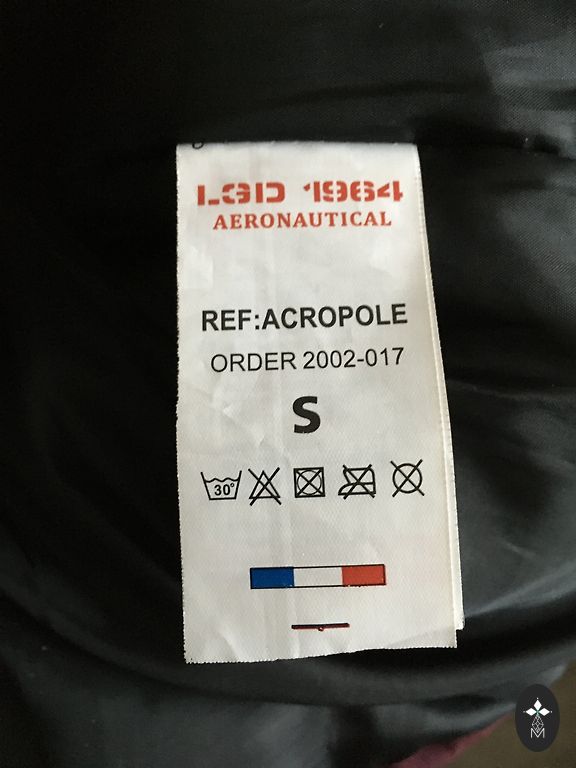 LGD 1964
AERONAUTICAL
REF:ACROPOLE
ORDER 2002-017
S
30°
M